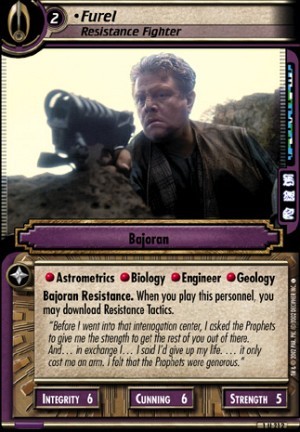 2 • Furel
Resistance Fighter
Bajoran
• Astrometrics • Biology • Engineer • Geology
Bajoran Resistance. When you play this personnel, you
may download Resistance Tactics.
"Before I went into that interrogation center, I asked the Prophets
to give me the strength to get the rest of you out of there.
And... in exchange I... I said I'd give up my life. ... it only
cost me an arm. I felt that the Prophets were generous."
INTEGRITY 6 CUNNING 6 STRENGTH 5